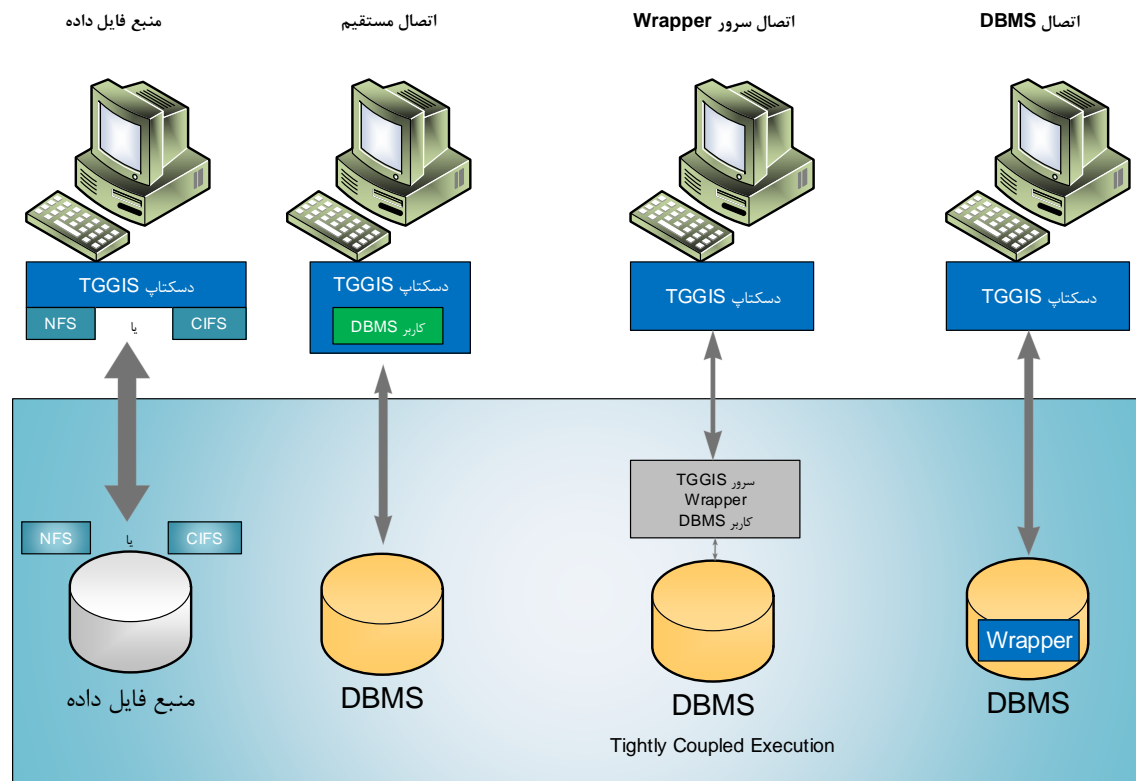 منبع فایل داده
اتصال مستقیم
اتصال سرور Wrapper
اتصال DBMS
دسکتاپ TGGIS
NFS
یا
CIFS
دسکتاپ TGGIS
کاربر DBMS
دسکتاپ TGGIS
دسکتاپ TGGIS
سرور TGGIS
Wrapper
کاربر DBMS
NFS
یا
CIFS
منبع فایل داده
DBMS
DBMS
Tightly Coupled Execution
Wrapper
DBMS